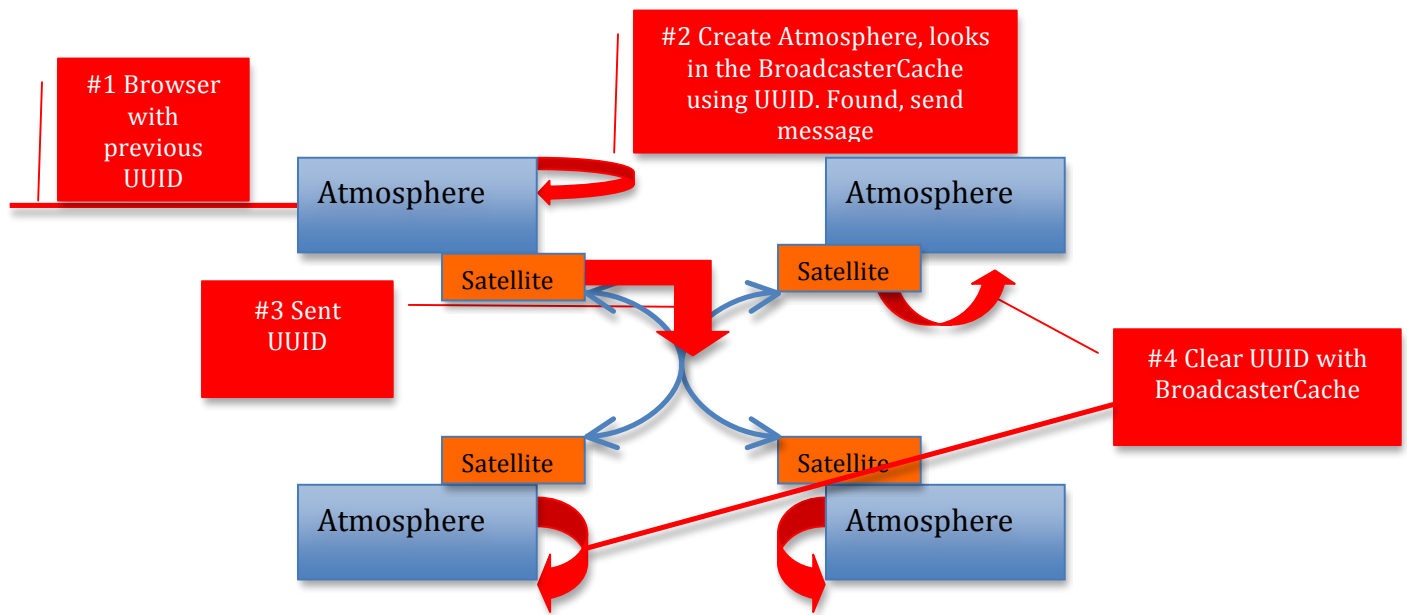 #2 Create Atmosphere, looks
in the BroadcasterCache
using UUID. Found, send
message
#1 Browser
with
previous
UUID
Atmosphere
Atmosphere
Satellite
Satellite
#3 Sent
UUID
#4 Clear UUID with
BroadcasterCache
Satellite
Satellite
Atmosphere
Atmosphere